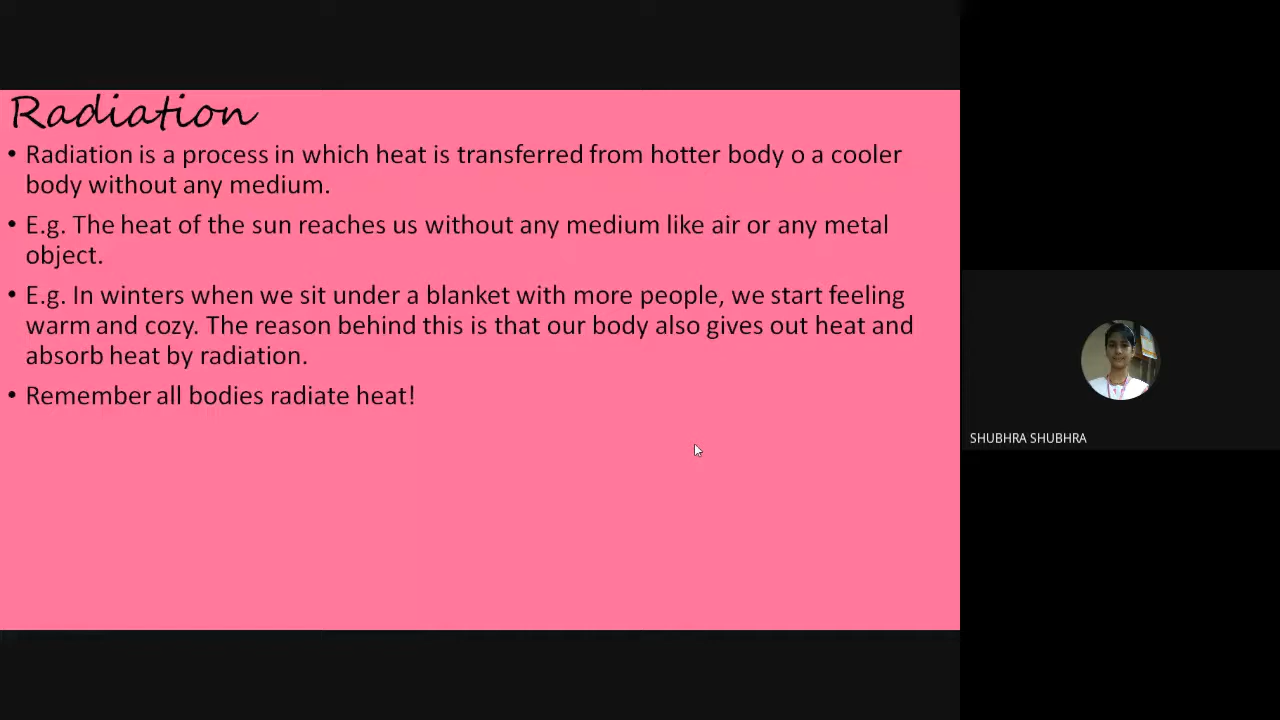 Radiation
• Radiation is a process in which heat is transferred from hotter body o a cooler
body without any medium.
• E.g. The heat of the sun reaches us without any medium like air or any metal
object.
• E.g. In winters when we sit under a blanket with more people, we start feeling
warm and cozy. The reason behind this is that our body also gives out heat and
absorb heat by radiation.
• Remember all bodies radiate heat!
SHUBHRA SHUBHRA